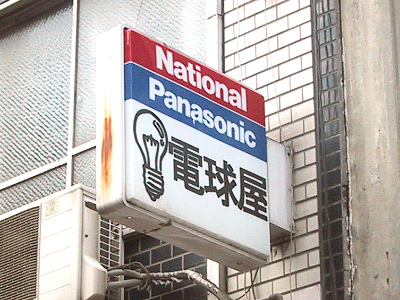 National
Panasonic
電球屋